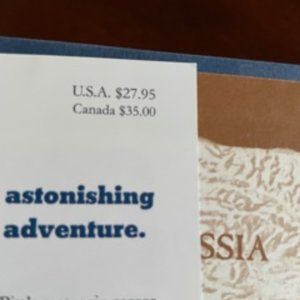 U.S.A. $27.95
Canada $35.00
astonishing
adventure.
SSIA